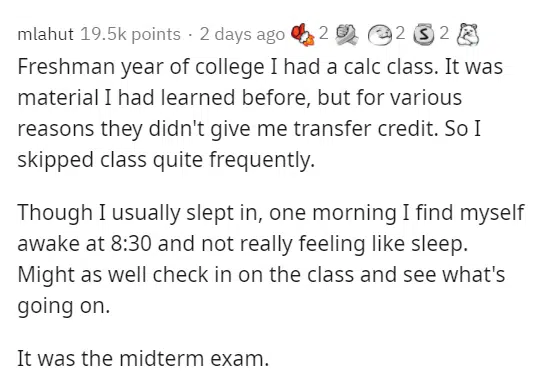 mlahut 19.5k points · 2 days ago 2 2 S 2
Freshman year of college I had a calc class. It was
material I had learned before, but for various
reasons they didn't give me transfer credit. So I
skipped class quite frequently.
Though I usually slept in, one morning I find myself
awake at 8:30 and not really feeling like sleep.
Might as well check in on the class and see what's
going on.
It was the midterm exam.